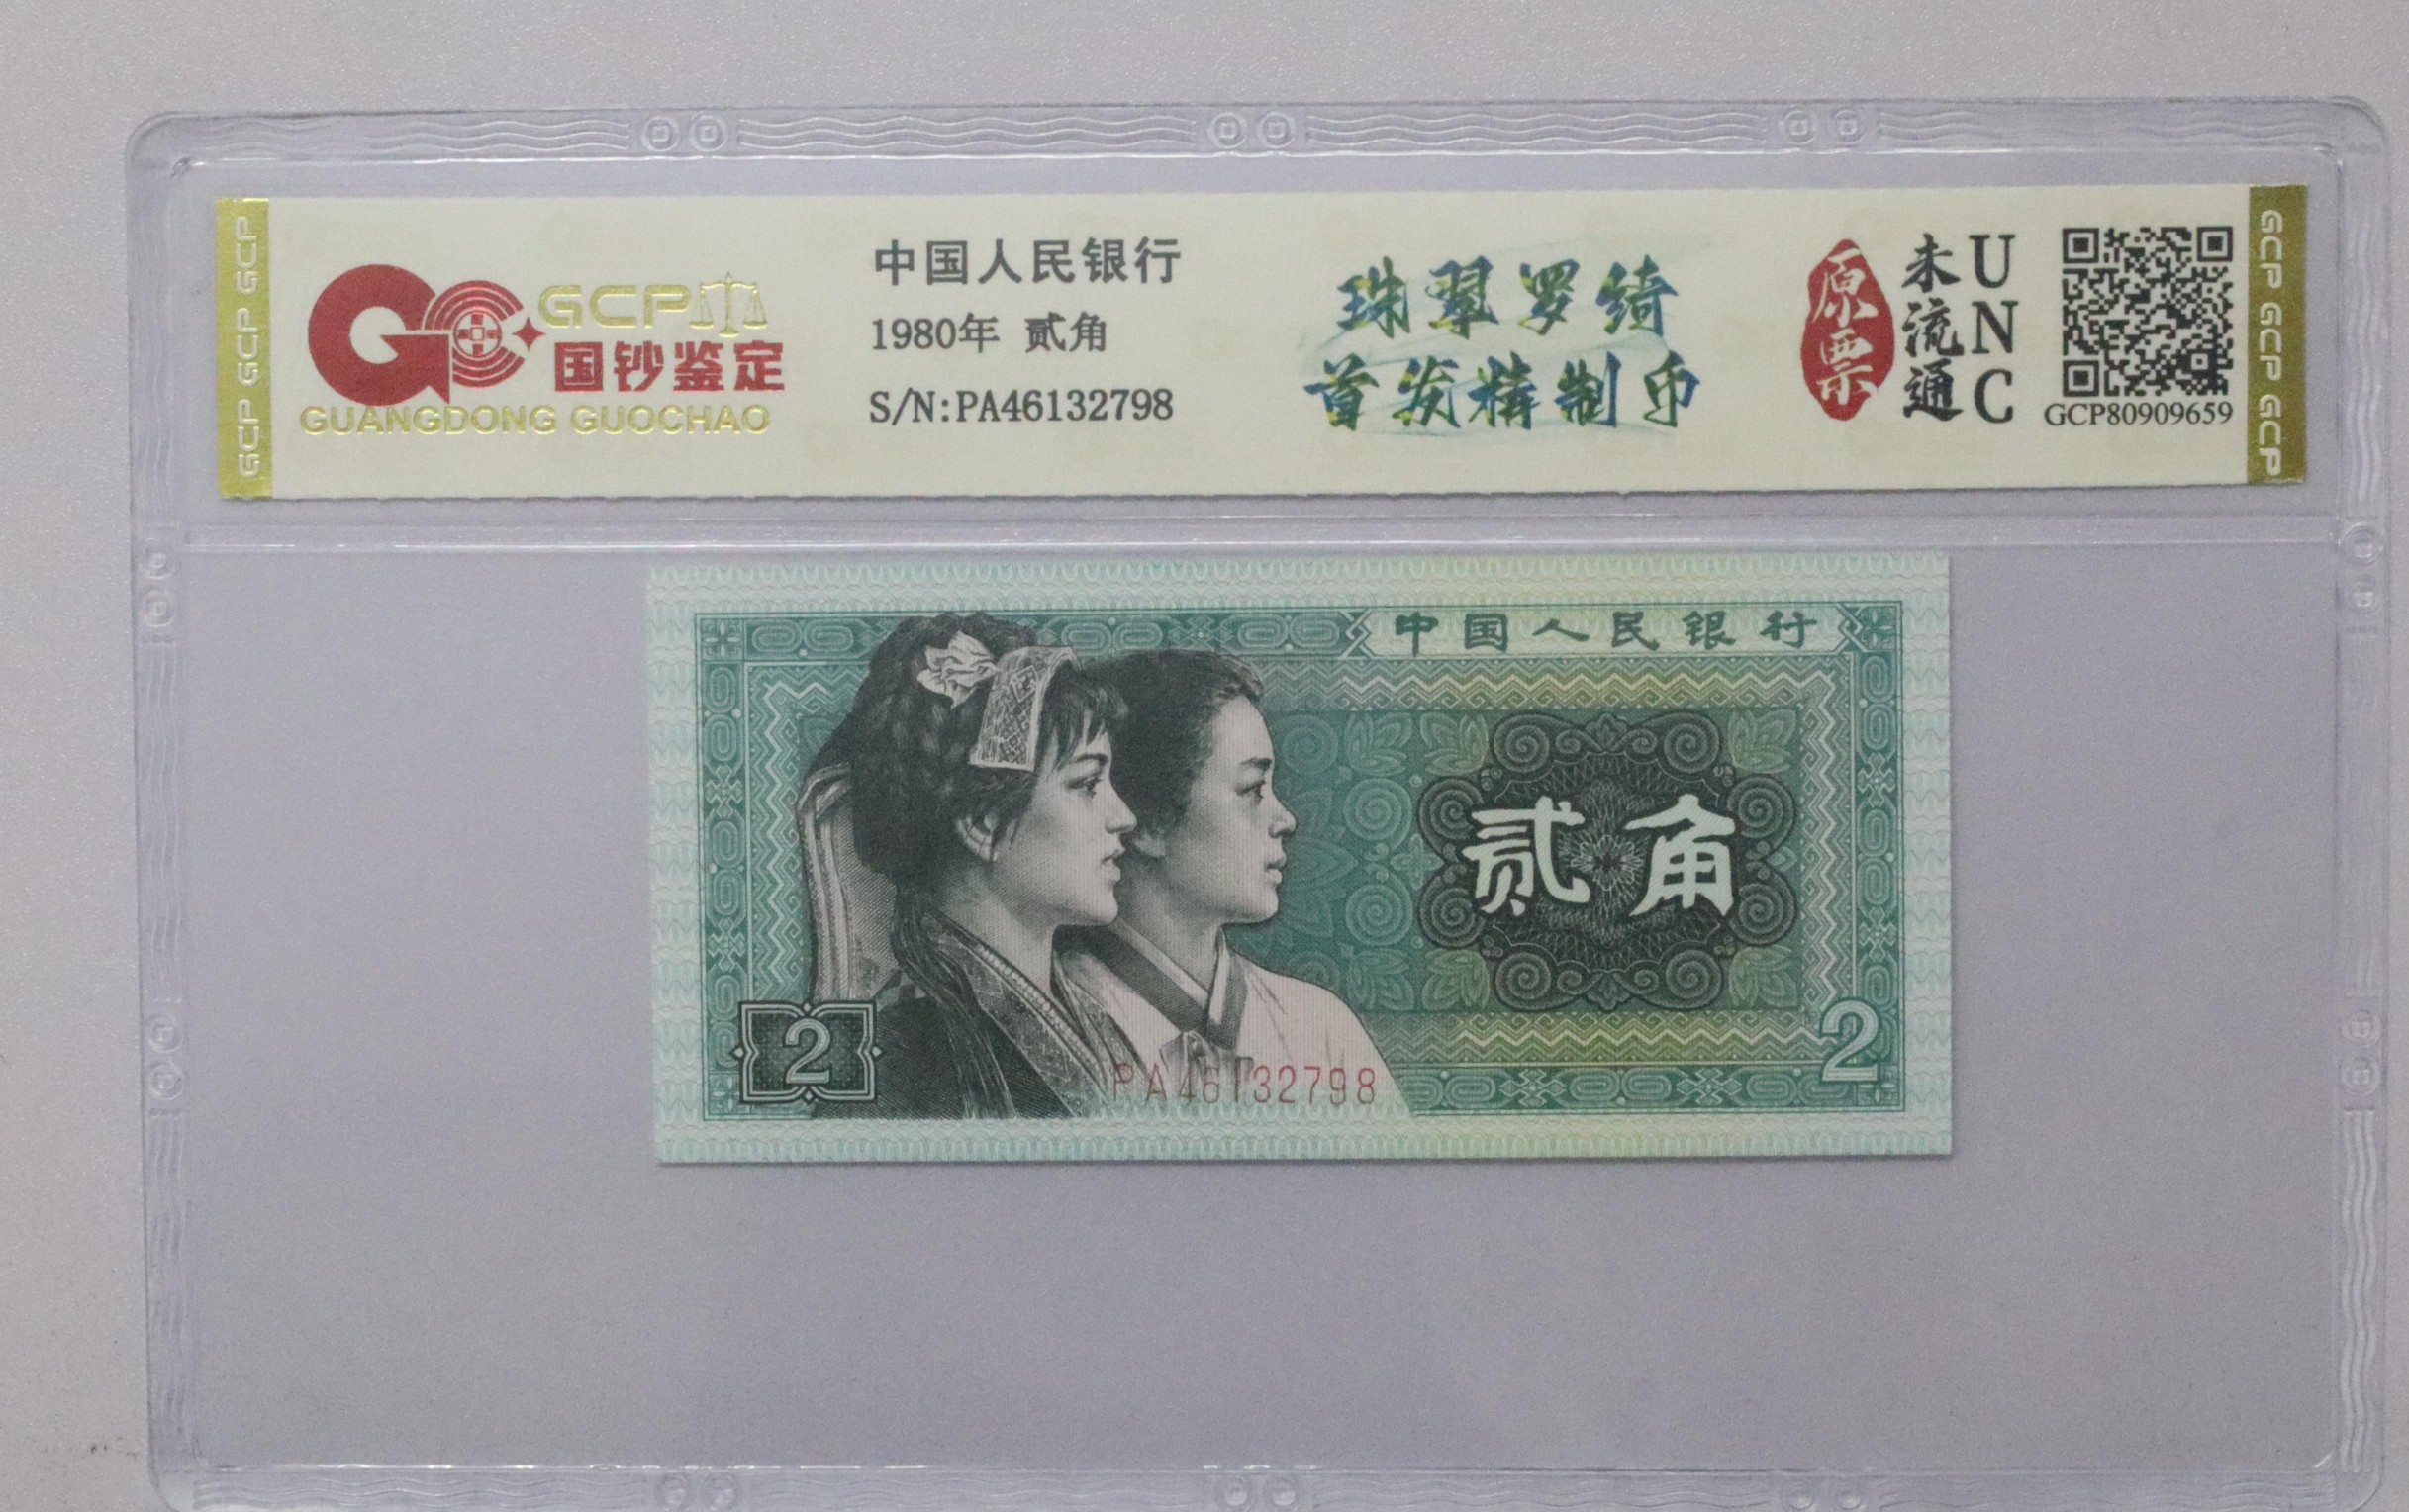 GCP GCP GCP
GCP
国钞鉴定
GUANGDONG GUOCHAO
中国人民银行
1980年 贰角
S/N:PA46132798
珠翠罗绮
首发精制币
原票
未流通
UNC
GCP80909659
GCP GCP GCP
中国人民银行
贰角
2
PA46132798
2